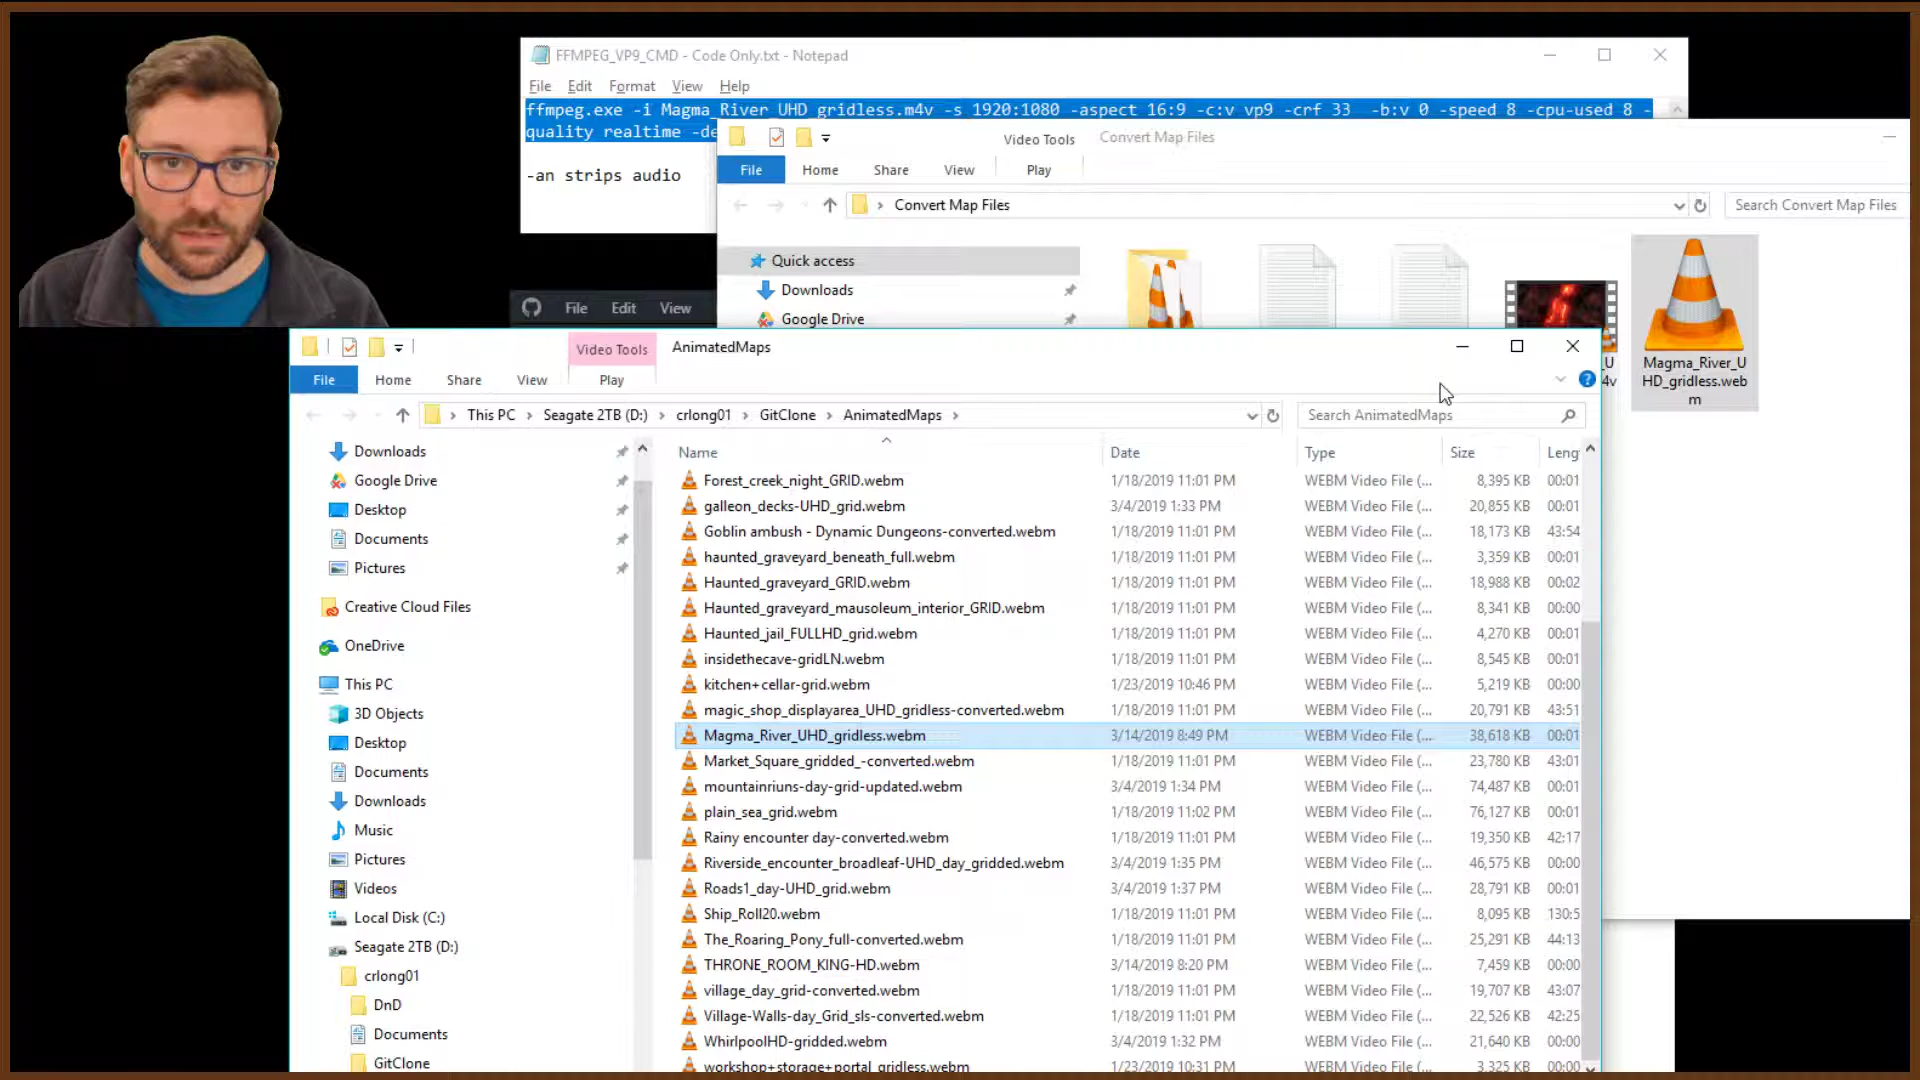 FFMPEG_VP9_CMD - Code Only.txt - Notepad
File Edit Format View Help
ffmpeg.exe -i Magma_River_UHD_gridless.m4v -s 1920:1080 -aspect 16:9 -c:v vp9 -crf 33 -b:v 0 -speed 8 -cpu-used 8 -
quality realtime -de
-an strips audio
Video Tools Convert Map Files
File Home Share View Play
Convert Map Files Search Convert Map Files
Quick access
Downloads
Google Drive
Magma_River_U
HD_gridless.web
m
File Edit View
Video Tools AnimatedMaps
File Home Share View Play
This PC Seagate 2TB (D:) crlong01 GitClone AnimatedMaps Search AnimatedMaps
Downloads
Google Drive
Desktop
Documents
Pictures
Creative Cloud Files
OneDrive
This PC
3D Objects
Desktop
Documents
Downloads
Music
Pictures
Videos
Local Disk (C:)
Seagate 2TB (D:)
crlong01
DnD
Documents
GitClone
Name Date Type Size Leng
Forest_creek_night_GRID.webm 1/18/2019 11:01 PM WEBM Video File (... 8,395 KB 00:01
galleon_decks-UHD_grid.webm 3/4/2019 1:33 PM WEBM Video File (... 20,855 KB 00:01
Goblin ambush - Dynamic Dungeons-converted.webm 1/18/2019 11:01 PM WEBM Video File (... 18,173 KB 43:54
haunted_graveyard_beneath_full.webm 1/18/2019 11:01 PM WEBM Video File (... 3,359 KB 00:01
Haunted_graveyard_GRID.webm 1/18/2019 11:01 PM WEBM Video File (... 18,988 KB 00:02
Haunted_graveyard_mausoleum_interior_GRID.webm 1/18/2019 11:01 PM WEBM Video File (... 8,341 KB 00:00
Haunted_jail_FULLHD_grid.webm 1/18/2019 11:01 PM WEBM Video File (... 4,270 KB 00:01
insidethecave-gridLN.webm 1/18/2019 11:01 PM WEBM Video File (... 8,545 KB 00:01
kitchen+cellar-grid.webm 1/23/2019 10:46 PM WEBM Video File (... 5,219 KB 00:00
magic_shop_displayarea_UHD_gridless-converted.webm 1/18/2019 11:01 PM WEBM Video File (... 20,791 KB 43:51
Magma_River_UHD_gridless.webm 3/14/2019 8:49 PM WEBM Video File (... 38,618 KB 00:01
Market_Square_gridded_-converted.webm 1/18/2019 11:01 PM WEBM Video File (... 23,780 KB 43:01
mountainriuns-day-grid-updated.webm 3/4/2019 1:34 PM WEBM Video File (... 74,487 KB 00:01
plain_sea_grid.webm 1/18/2019 11:02 PM WEBM Video File (... 76,127 KB 00:01
Rainy encounter day-converted.webm 1/18/2019 11:01 PM WEBM Video File (... 19,350 KB 42:17
Riverside_encounter_broadleaf-UHD_day_gridded.webm 3/4/2019 1:35 PM WEBM Video File (... 46,575 KB 00:00
Roads1_day-UHD_grid.webm 3/4/2019 1:37 PM WEBM Video File (... 28,791 KB 00:01
Ship_Roll20.webm 1/18/2019 11:01 PM WEBM Video File (... 8,095 KB 130:5
The_Roaring_Pony_full-converted.webm 1/18/2019 11:01 PM WEBM Video File (... 25,291 KB 44:13
THRONE_ROOM_KING-HD.webm 3/14/2019 8:20 PM WEBM Video File (... 7,459 KB 00:00
village_day_grid-converted.webm 1/18/2019 11:01 PM WEBM Video File (... 19,707 KB 43:07
Village-Walls-day_Grid_sls-converted.webm 1/18/2019 11:01 PM WEBM Video File (... 22,526 KB 42:25
WhirlpoolHD-gridded.webm 3/4/2019 1:32 PM WEBM Video File (... 21,640 KB 00:00
workshop+storage+portal_gridless.webm 1/23/2019 10:31 PM WEBM Video File (... 3,325 KB 00:00